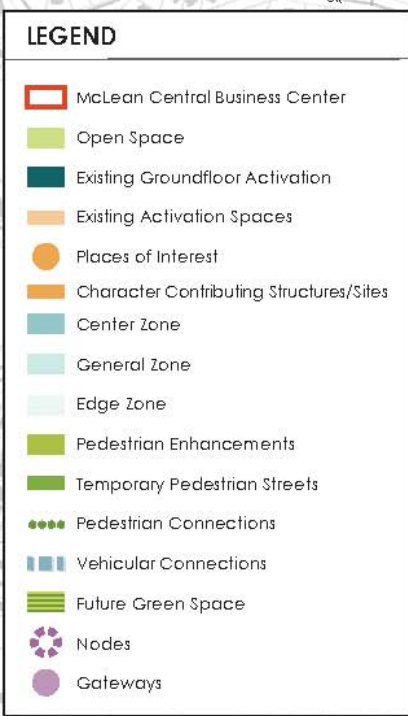 LEGEND
McLean Central Business Center
Open Space
Existing Groundfloor Activation
Existing Activation Spaces
Places of Interest
Character Contributing Structures/Sites
Center Zone
General Zone
Edge Zone
Pedestrian Enhancements
Temporary Pedestrian Streets
Pedestrian Connections
Vehicular Connections
Future Green Space
Nodes
Gateways